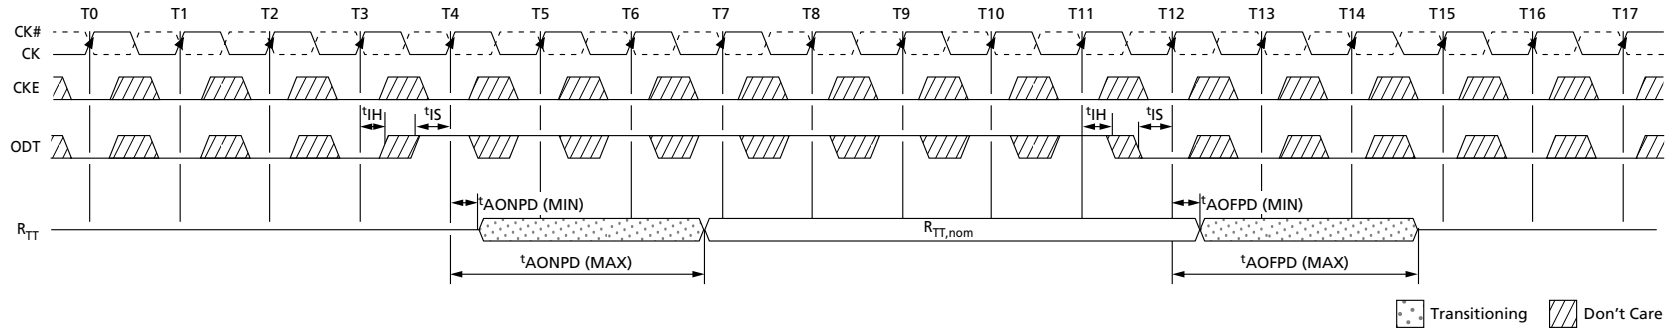 T0 T1 T2 T3 T4 T5 T6 T7 T8 T9 T10 T11 T12 T13 T14 T15 T16 T17
CK#
CK
CKE
tIH tIS tIH tIS
ODT
tAONPD (MIN) tAOFPD (MIN)
RTT RTT,nom
tAONPD (MAX) tAOFPD (MAX)
Transitioning Don't Care